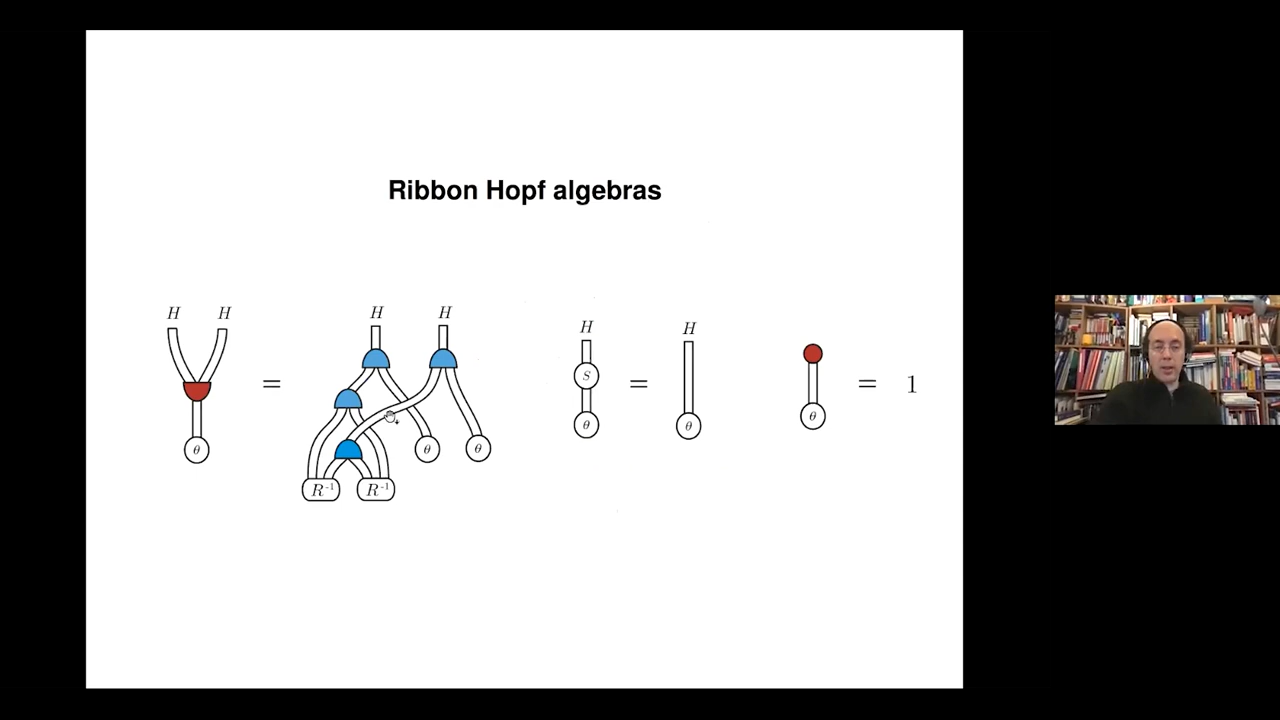 Ribbon Hopf algebras
H H H H H H
S
= = = 1
θ θ θ θ θ θ
R⁻¹ R⁻¹